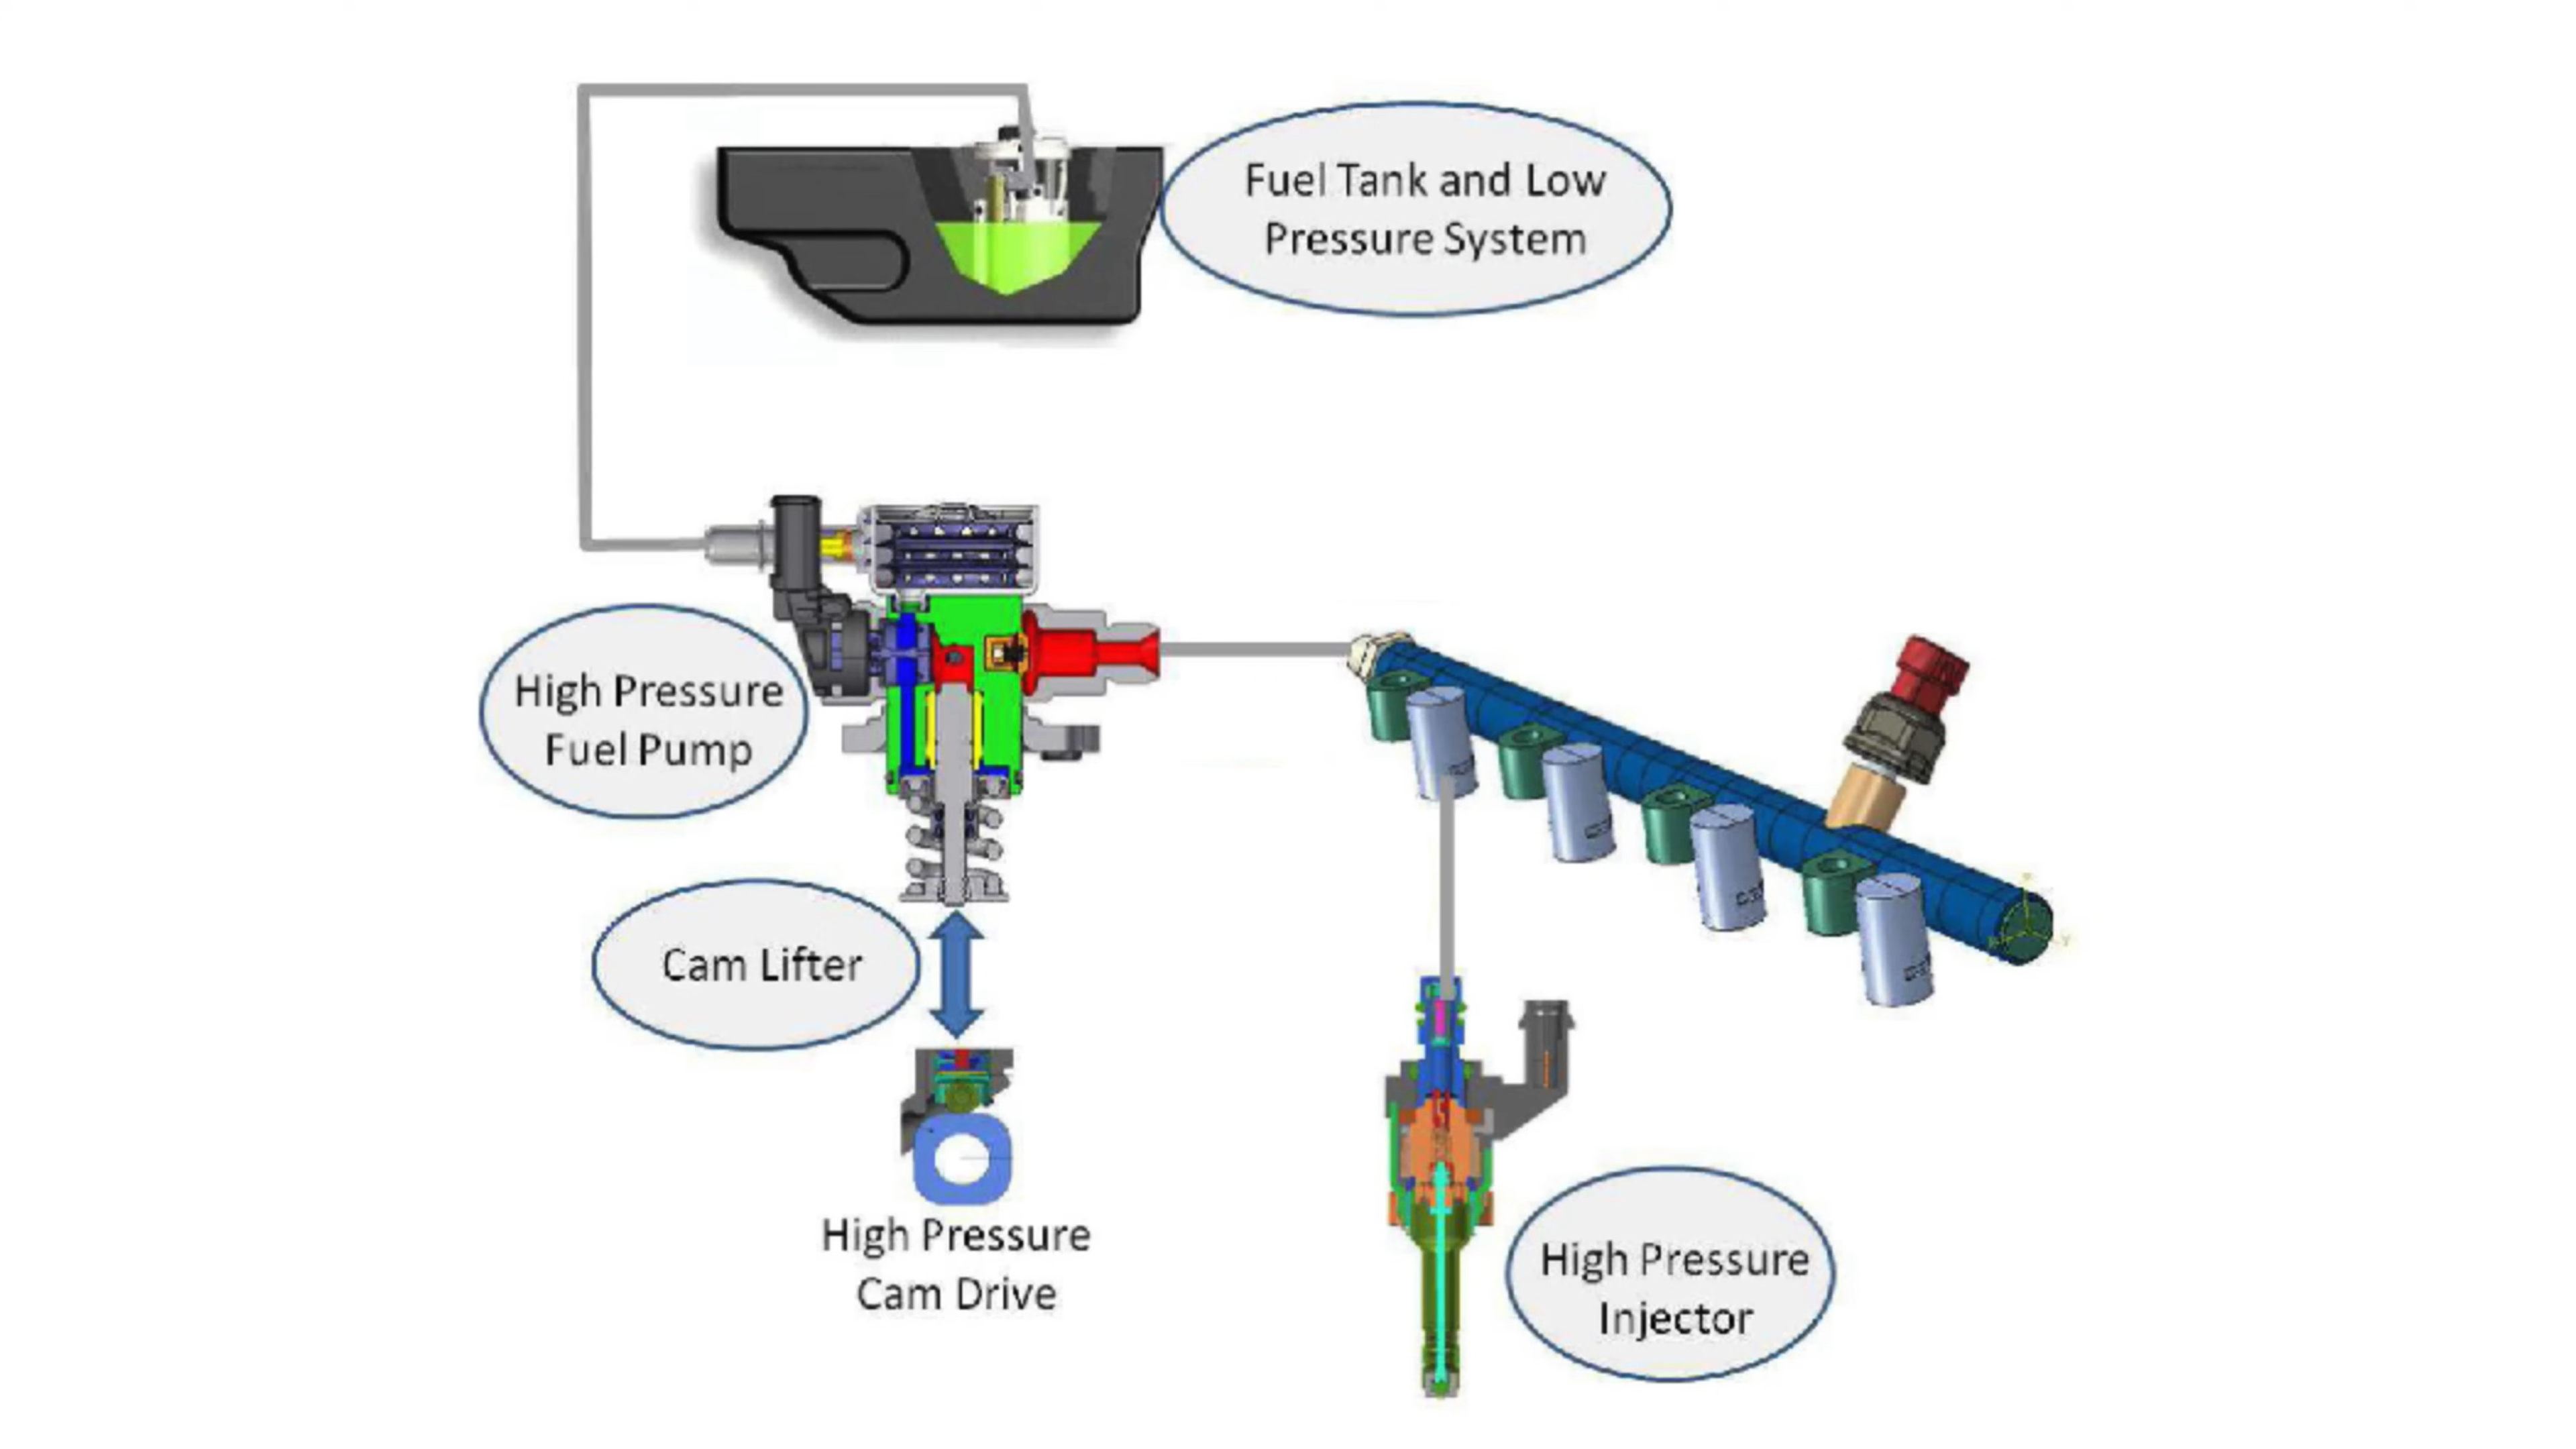 Fuel Tank and Low
Pressure System
High Pressure
Fuel Pump
Cam Lifter
High Pressure
Cam Drive
High Pressure
Injector